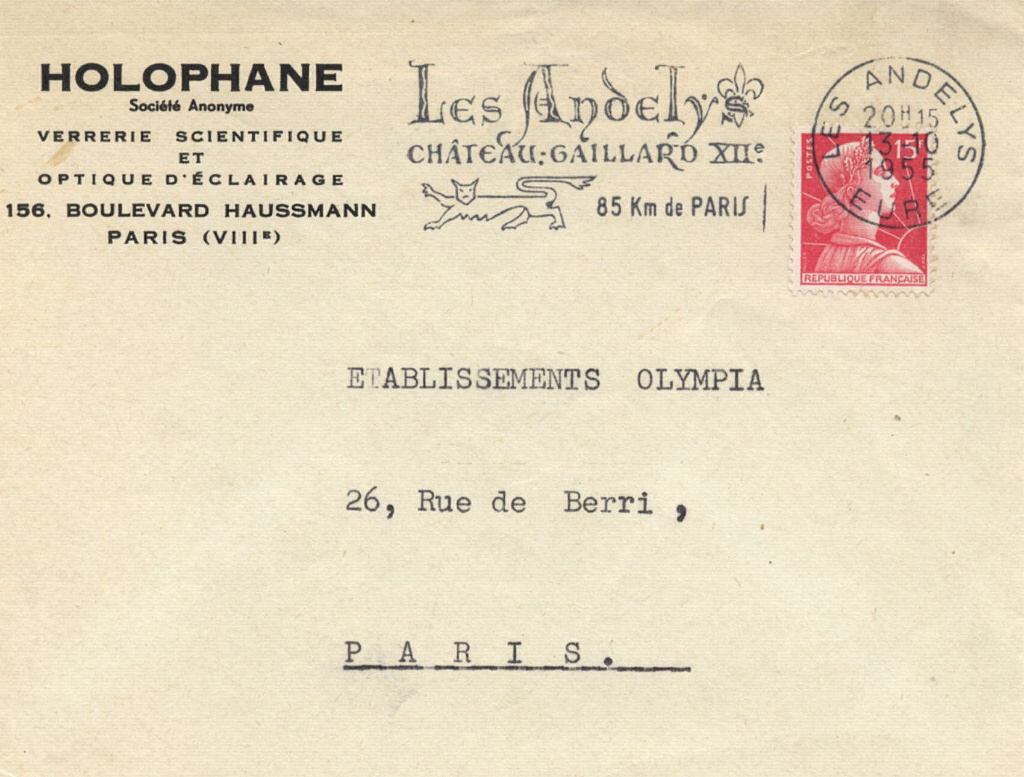 HOLOPHANE
Société Anonyme
VERRERIE SCIENTIFIQUE
ET
OPTIQUE D'ÉCLAIRAGE
156, BOULEVARD HAUSSMANN
PARIS (VIIIE)
Les Andelys
CHÂTEAU-GAILLARD XIIe
85 Km de PARIS
LES ANDELYS
20H15
13-10
1955
EURE
POSTES
15F
REPUBLIQUE FRANÇAISE
ETABLISSEMENTS OLYMPIA
26, Rue de Berri ,
P A R I S.